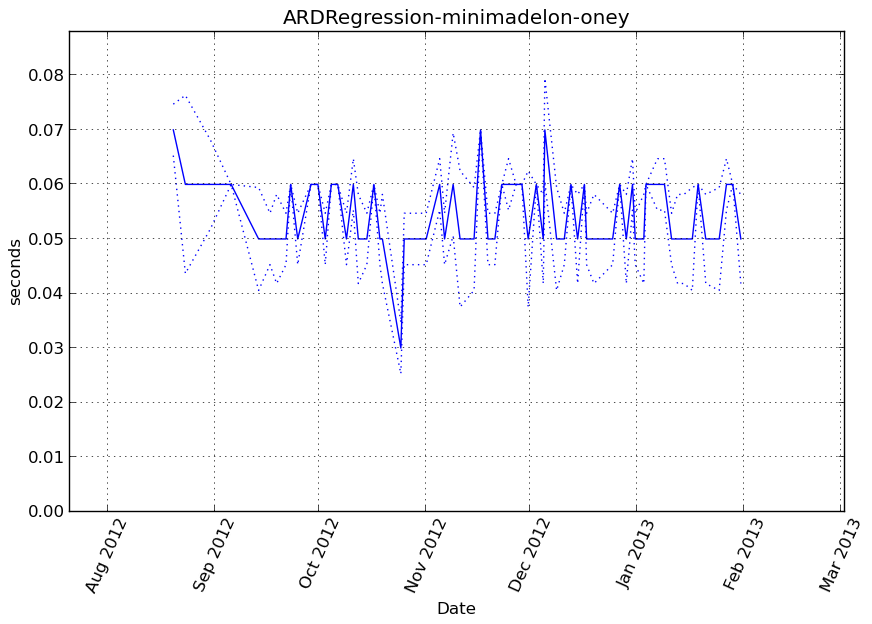 ARDRegression-minimadelon-oney
0.08
0.07
0.06
0.05
0.04
0.03
0.02
0.01
0.00
seconds
Aug 2012
Sep 2012
Oct 2012
Nov 2012
Dec 2012
Jan 2013
Feb 2013
Mar 2013
Date